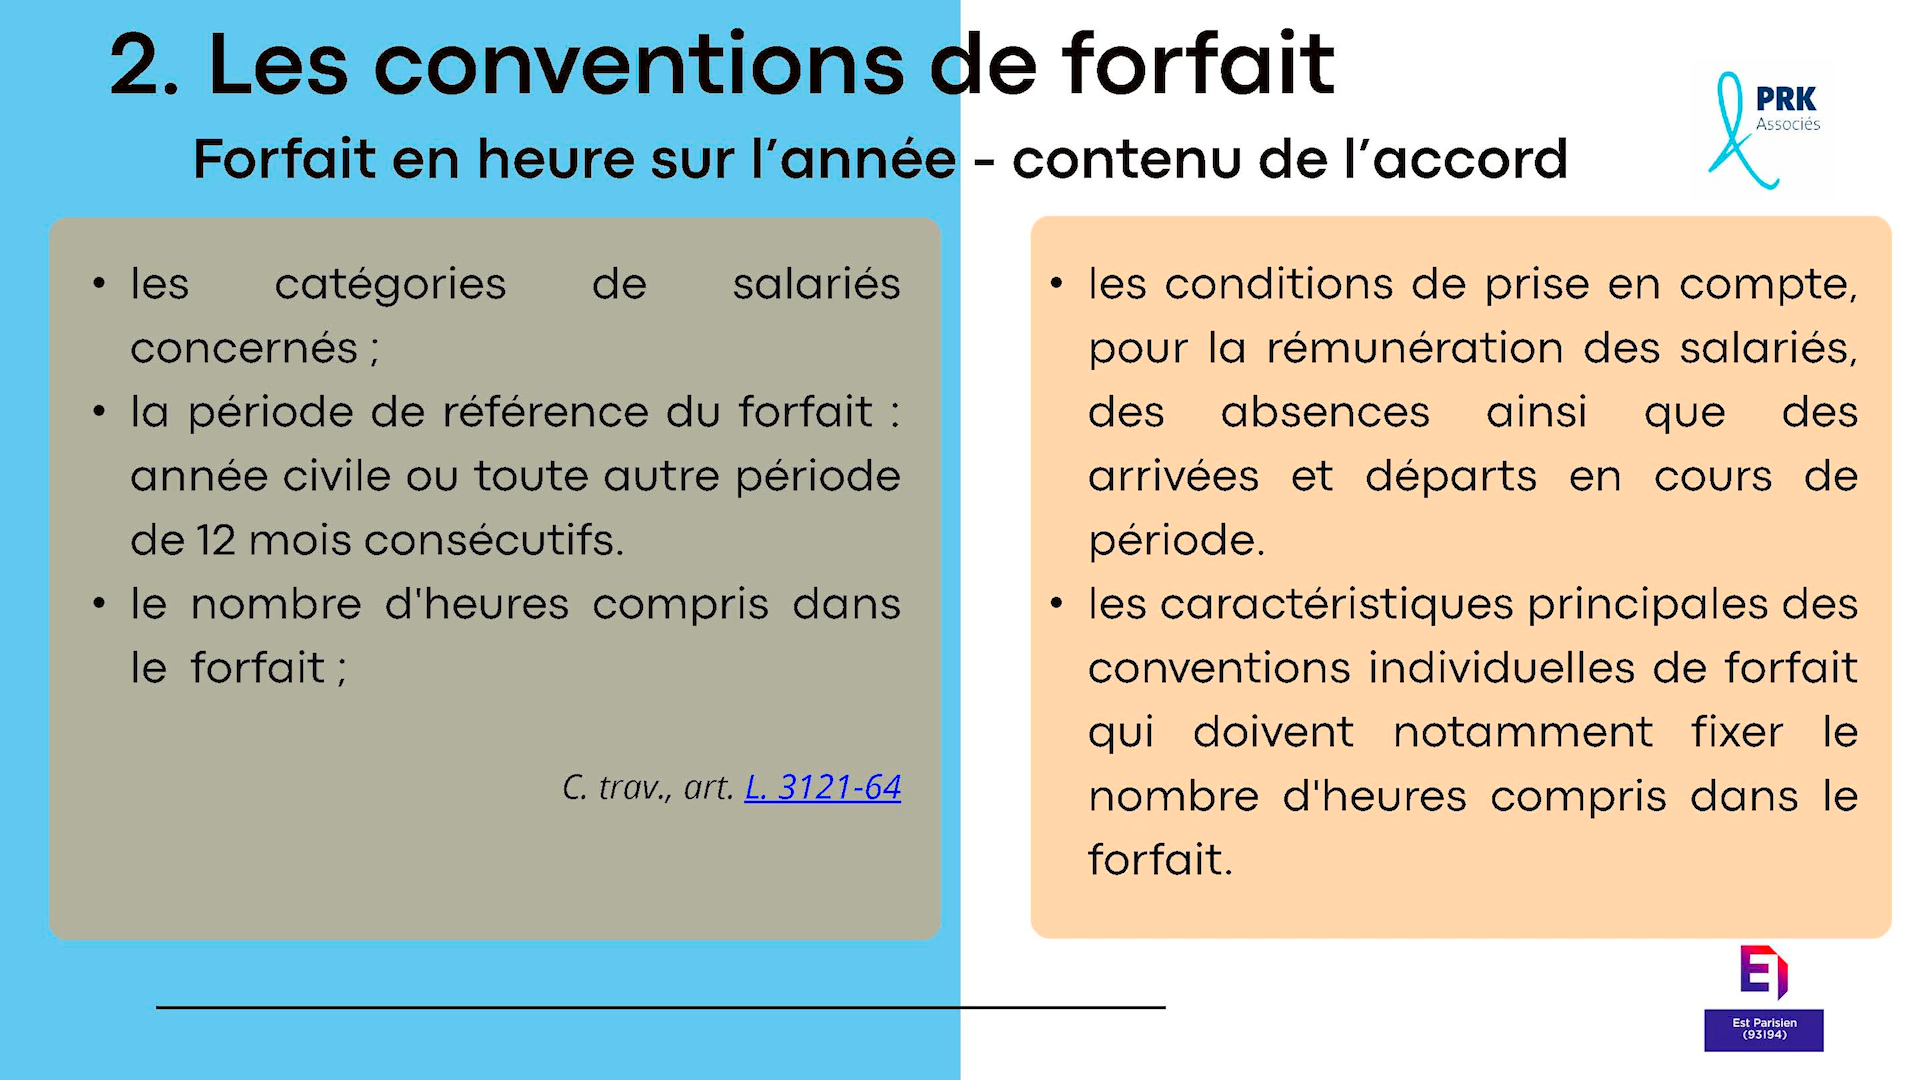 2. Les conventions de forfait
Forfait en heure sur l’année - contenu de l’accord
PRK
Associés
• les catégories de salariés
concernés ;
• la période de référence du forfait :
année civile ou toute autre période
de 12 mois consécutifs.
• le nombre d'heures compris dans
le forfait ;
C. trav., art. L. 3121-64
• les conditions de prise en compte,
pour la rémunération des salariés,
des absences ainsi que des
arrivées et départs en cours de
période.
• les caractéristiques principales des
conventions individuelles de forfait
qui doivent notamment fixer le
nombre d'heures compris dans le
forfait.
Est Parisien
(93I94)